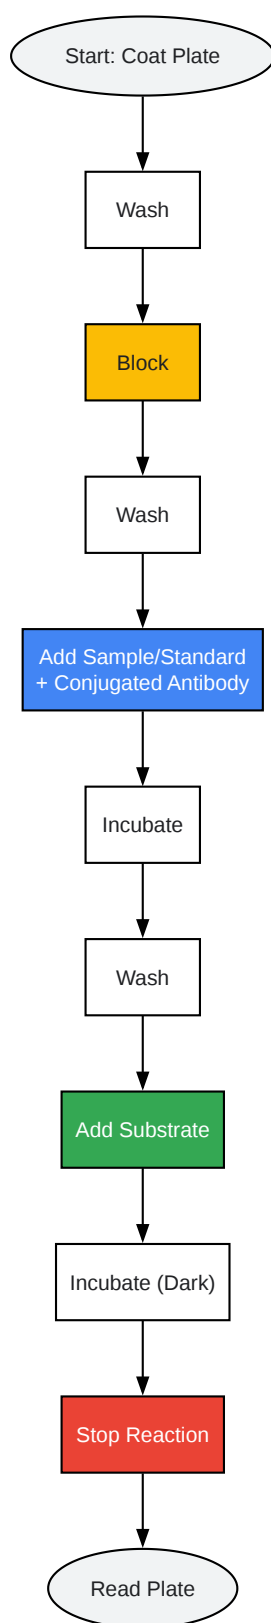 Start: Coat Plate
Wash
Block
Wash
Add Sample/Standard
+ Conjugated Antibody
Incubate
Wash
Add Substrate
Incubate (Dark)
Stop Reaction
Read Plate